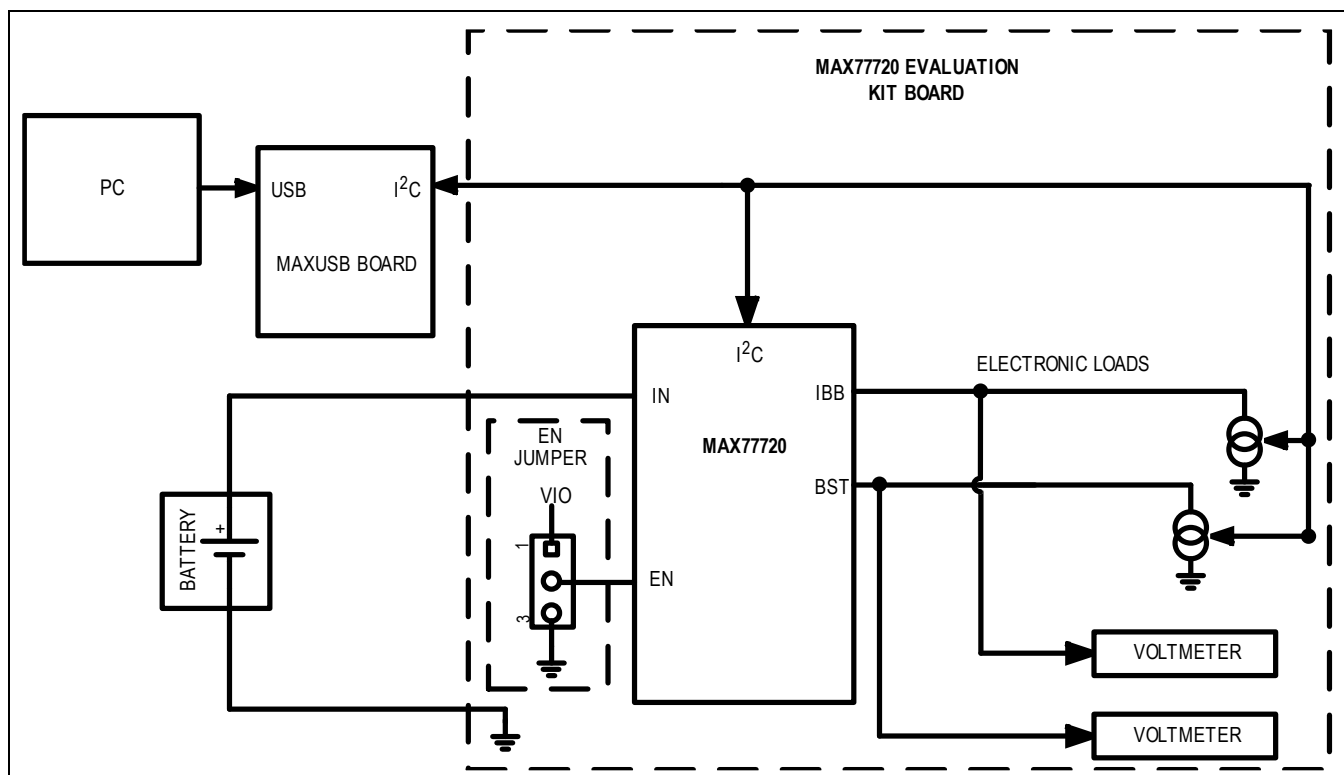 MAX77720 EVALUATION
KIT BOARD
PC
USB
I²C
MAXUSB BOARD
I²C
ELECTRONIC LOADS
IN
IBB
MAX77720
EN
JUMPER
VIO
BST
1
3
EN
BATTERY
+
VOLTMETER
VOLTMETER